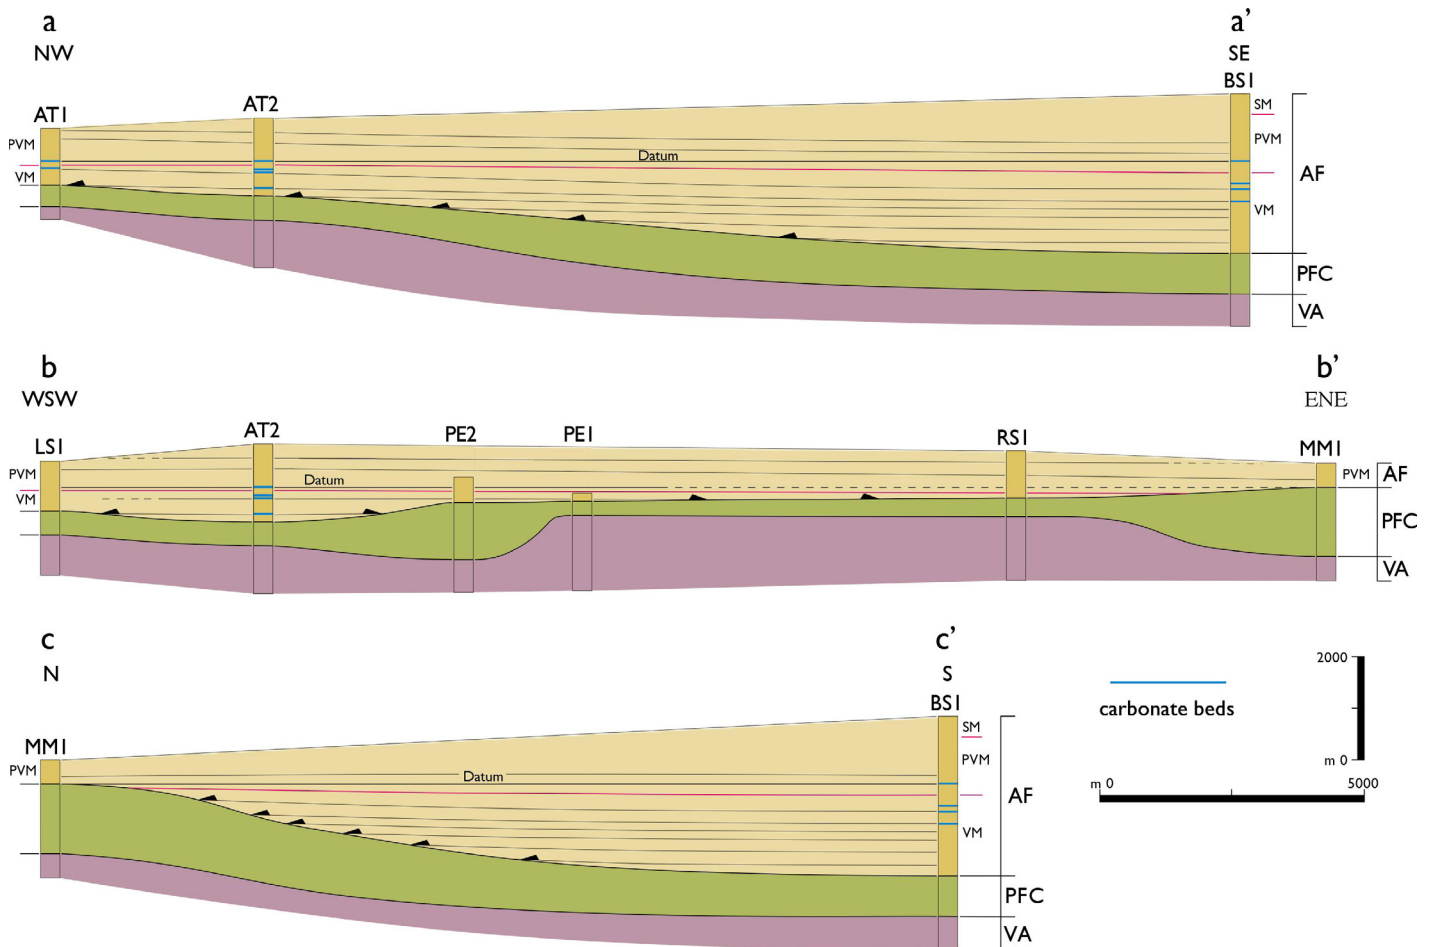 a a’
NW SE
BS1
AT1 AT2 SM
PVM PVM
Datum
VM AF
VM
PFC
VA
b b’
WSW ENE
LS1 AT2 PE2 PE1 RS1 MM1
PVM PVM AF
Datum
VM
PFC
VA
c c’
N S
BS1
MM1 SM
PVM PVM
Datum
AF
VM
PFC
VA
carbonate beds
2000
m 0
m 0 5000